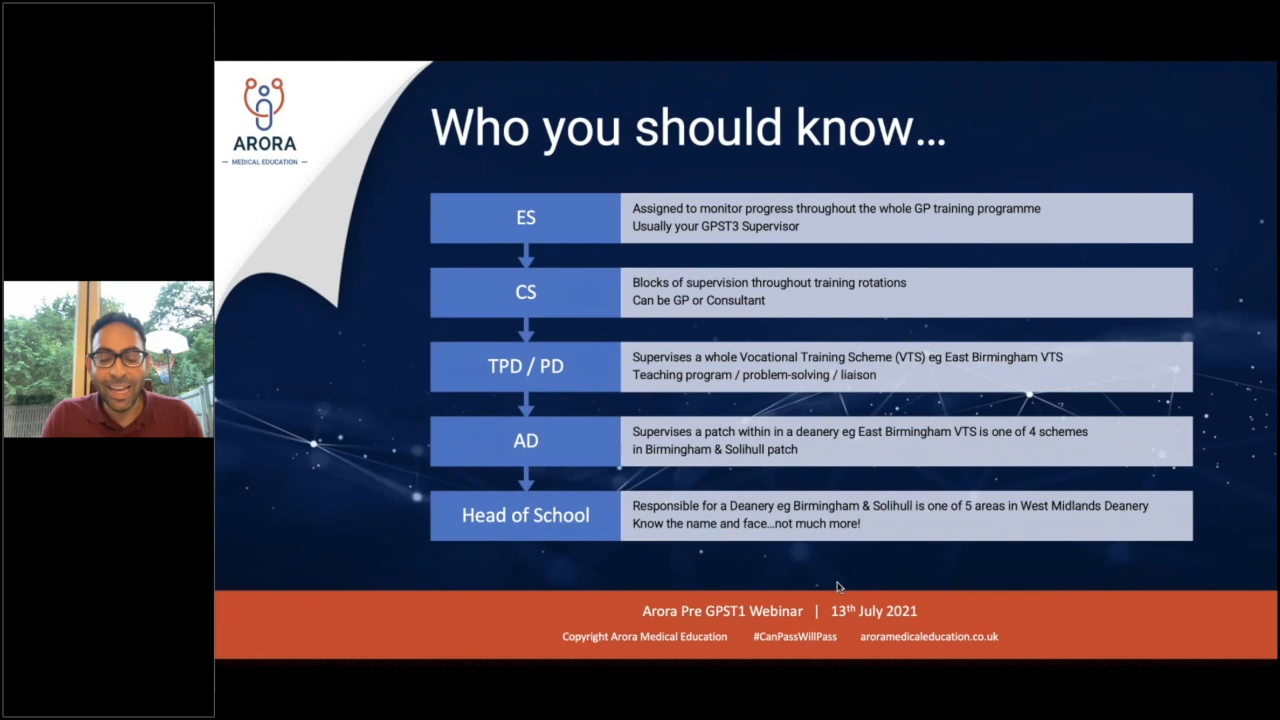 ARORA
MEDICAL EDUCATION
Who you should know...
ES
Assigned to monitor progress throughout the whole GP training programme
Usually your GPST3 Supervisor
CS
Blocks of supervision throughout training rotations
Can be GP or Consultant
TPD / PD
Supervises a whole Vocational Training Scheme (VTS) eg East Birmingham VTS
Teaching program / problem-solving / liaison
AD
Supervises a patch within in a deanery eg East Birmingham VTS is one of 4 schemes
in Birmingham & Solihull patch
Head of School
Responsible for a Deanery eg Birmingham & Solihull is one of 5 areas in West Midlands Deanery
Know the name and face...not much more!
Arora Pre GPST1 Webinar | 13th July 2021
Copyright Arora Medical Education #CanPassWillPass aroramedicaleducation.co.uk